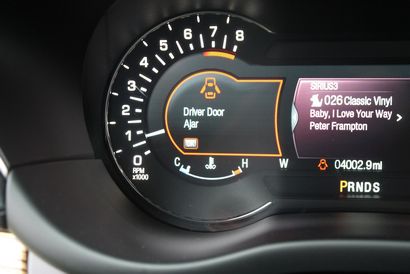 8
7
6
5
4
3
2
1
0
RPM
x1000
Driver Door
Ajar
C H W
SIRIUS3
026 Classic Vinyl
Baby, I Love Your Way
Peter Frampton
04002.9mi
PRNDS